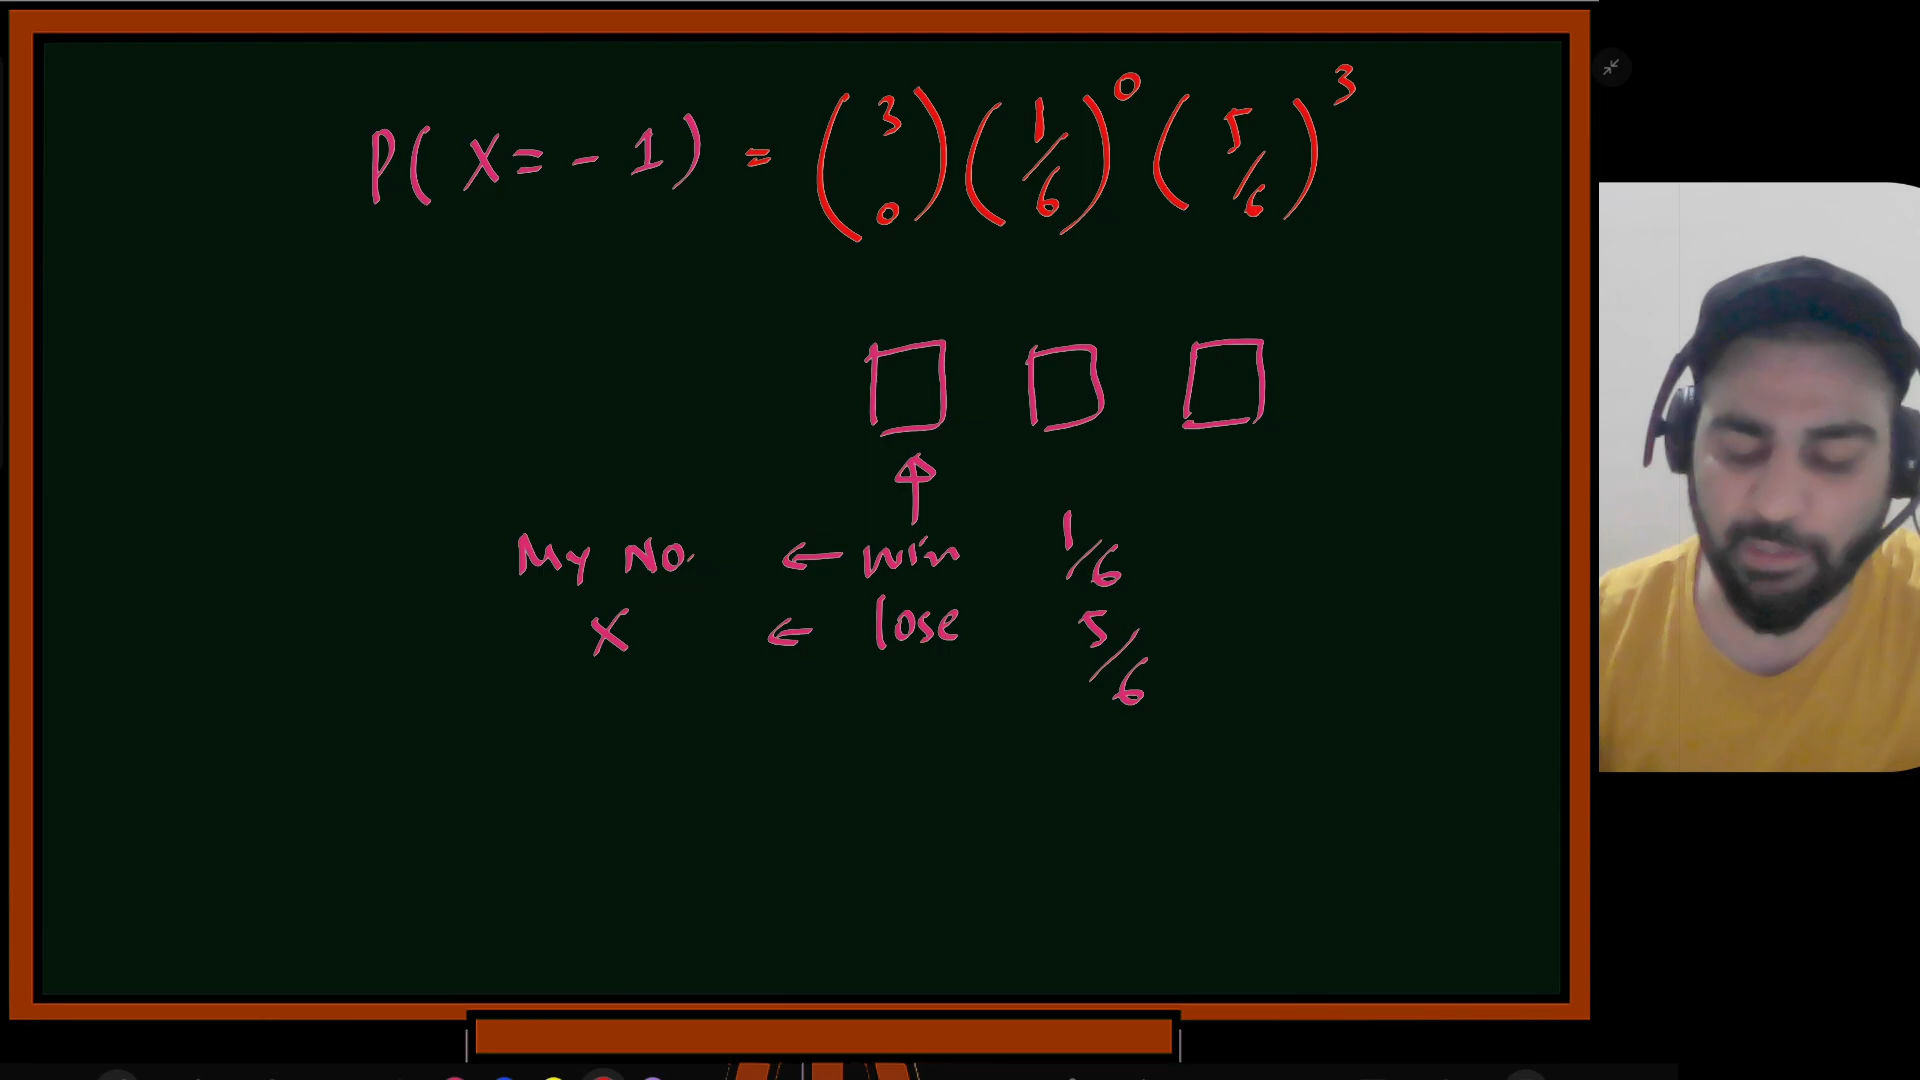 P( X = - 1 ) = ( 3 0 ) ( 1/6 )^0 ( 5/6 )^3
My No. ← win 1/6
X ← lose 5/6